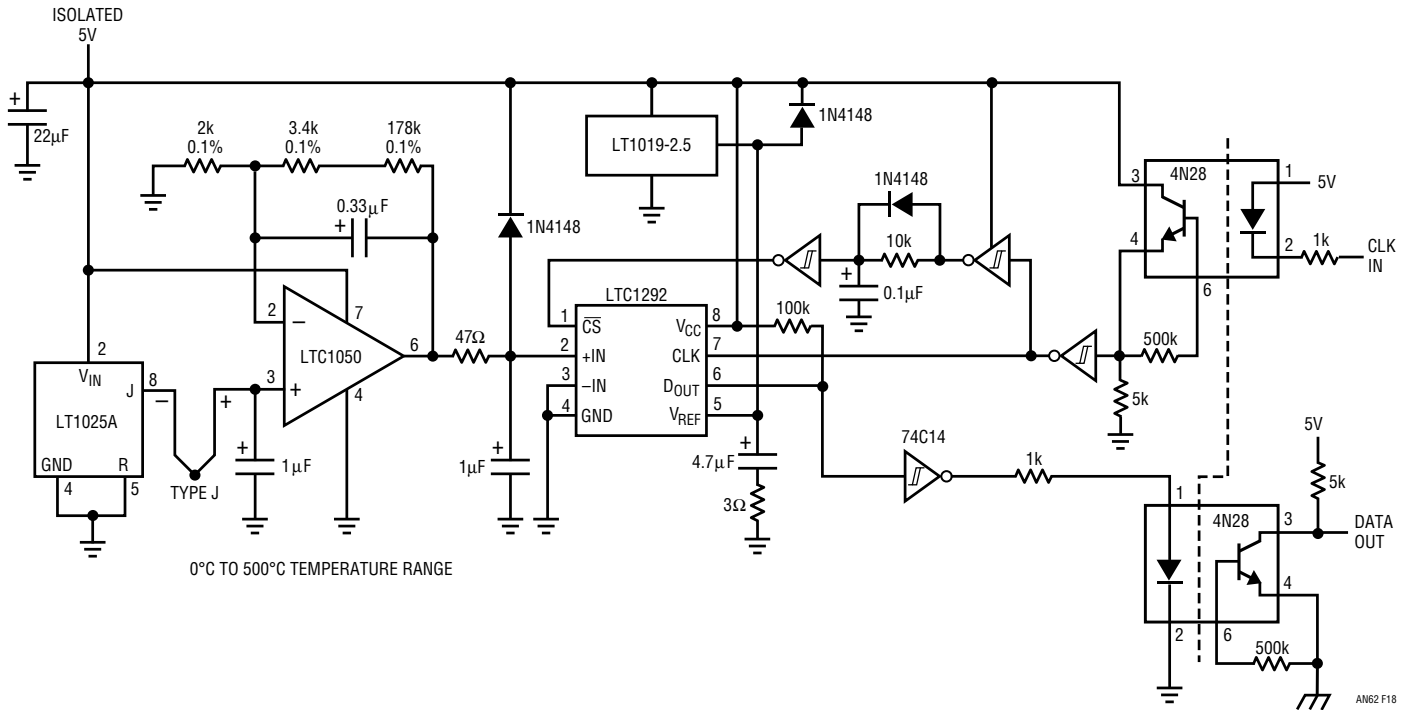 ISOLATED
5V
+
22µF
2k
0.1%
3.4k
0.1%
178k
0.1%
0.33µF
+
1N4148
LT1019-2.5
1N4148
1N4148
10k
+
0.1µF
4N28
3
1
5V
4
2
1k
CLK
IN
6
500k
5k
2
VIN
J
8
–
+
LT1025A
GND
R
4
5
TYPE J
2
–
7
LTC1050
6
3
+
4
+
1µF
47Ω
+
1µF
LTC1292
1
CS
VCC
8
100k
2
+IN
CLK
7
3
–IN
DOUT
6
4
GND
VREF
5
+
4.7µF
3Ω
74C14
1k
5V
5k
1
4N28
3
DATA
OUT
4
2
6
500k
0°C TO 500°C TEMPERATURE RANGE
AN62 F18